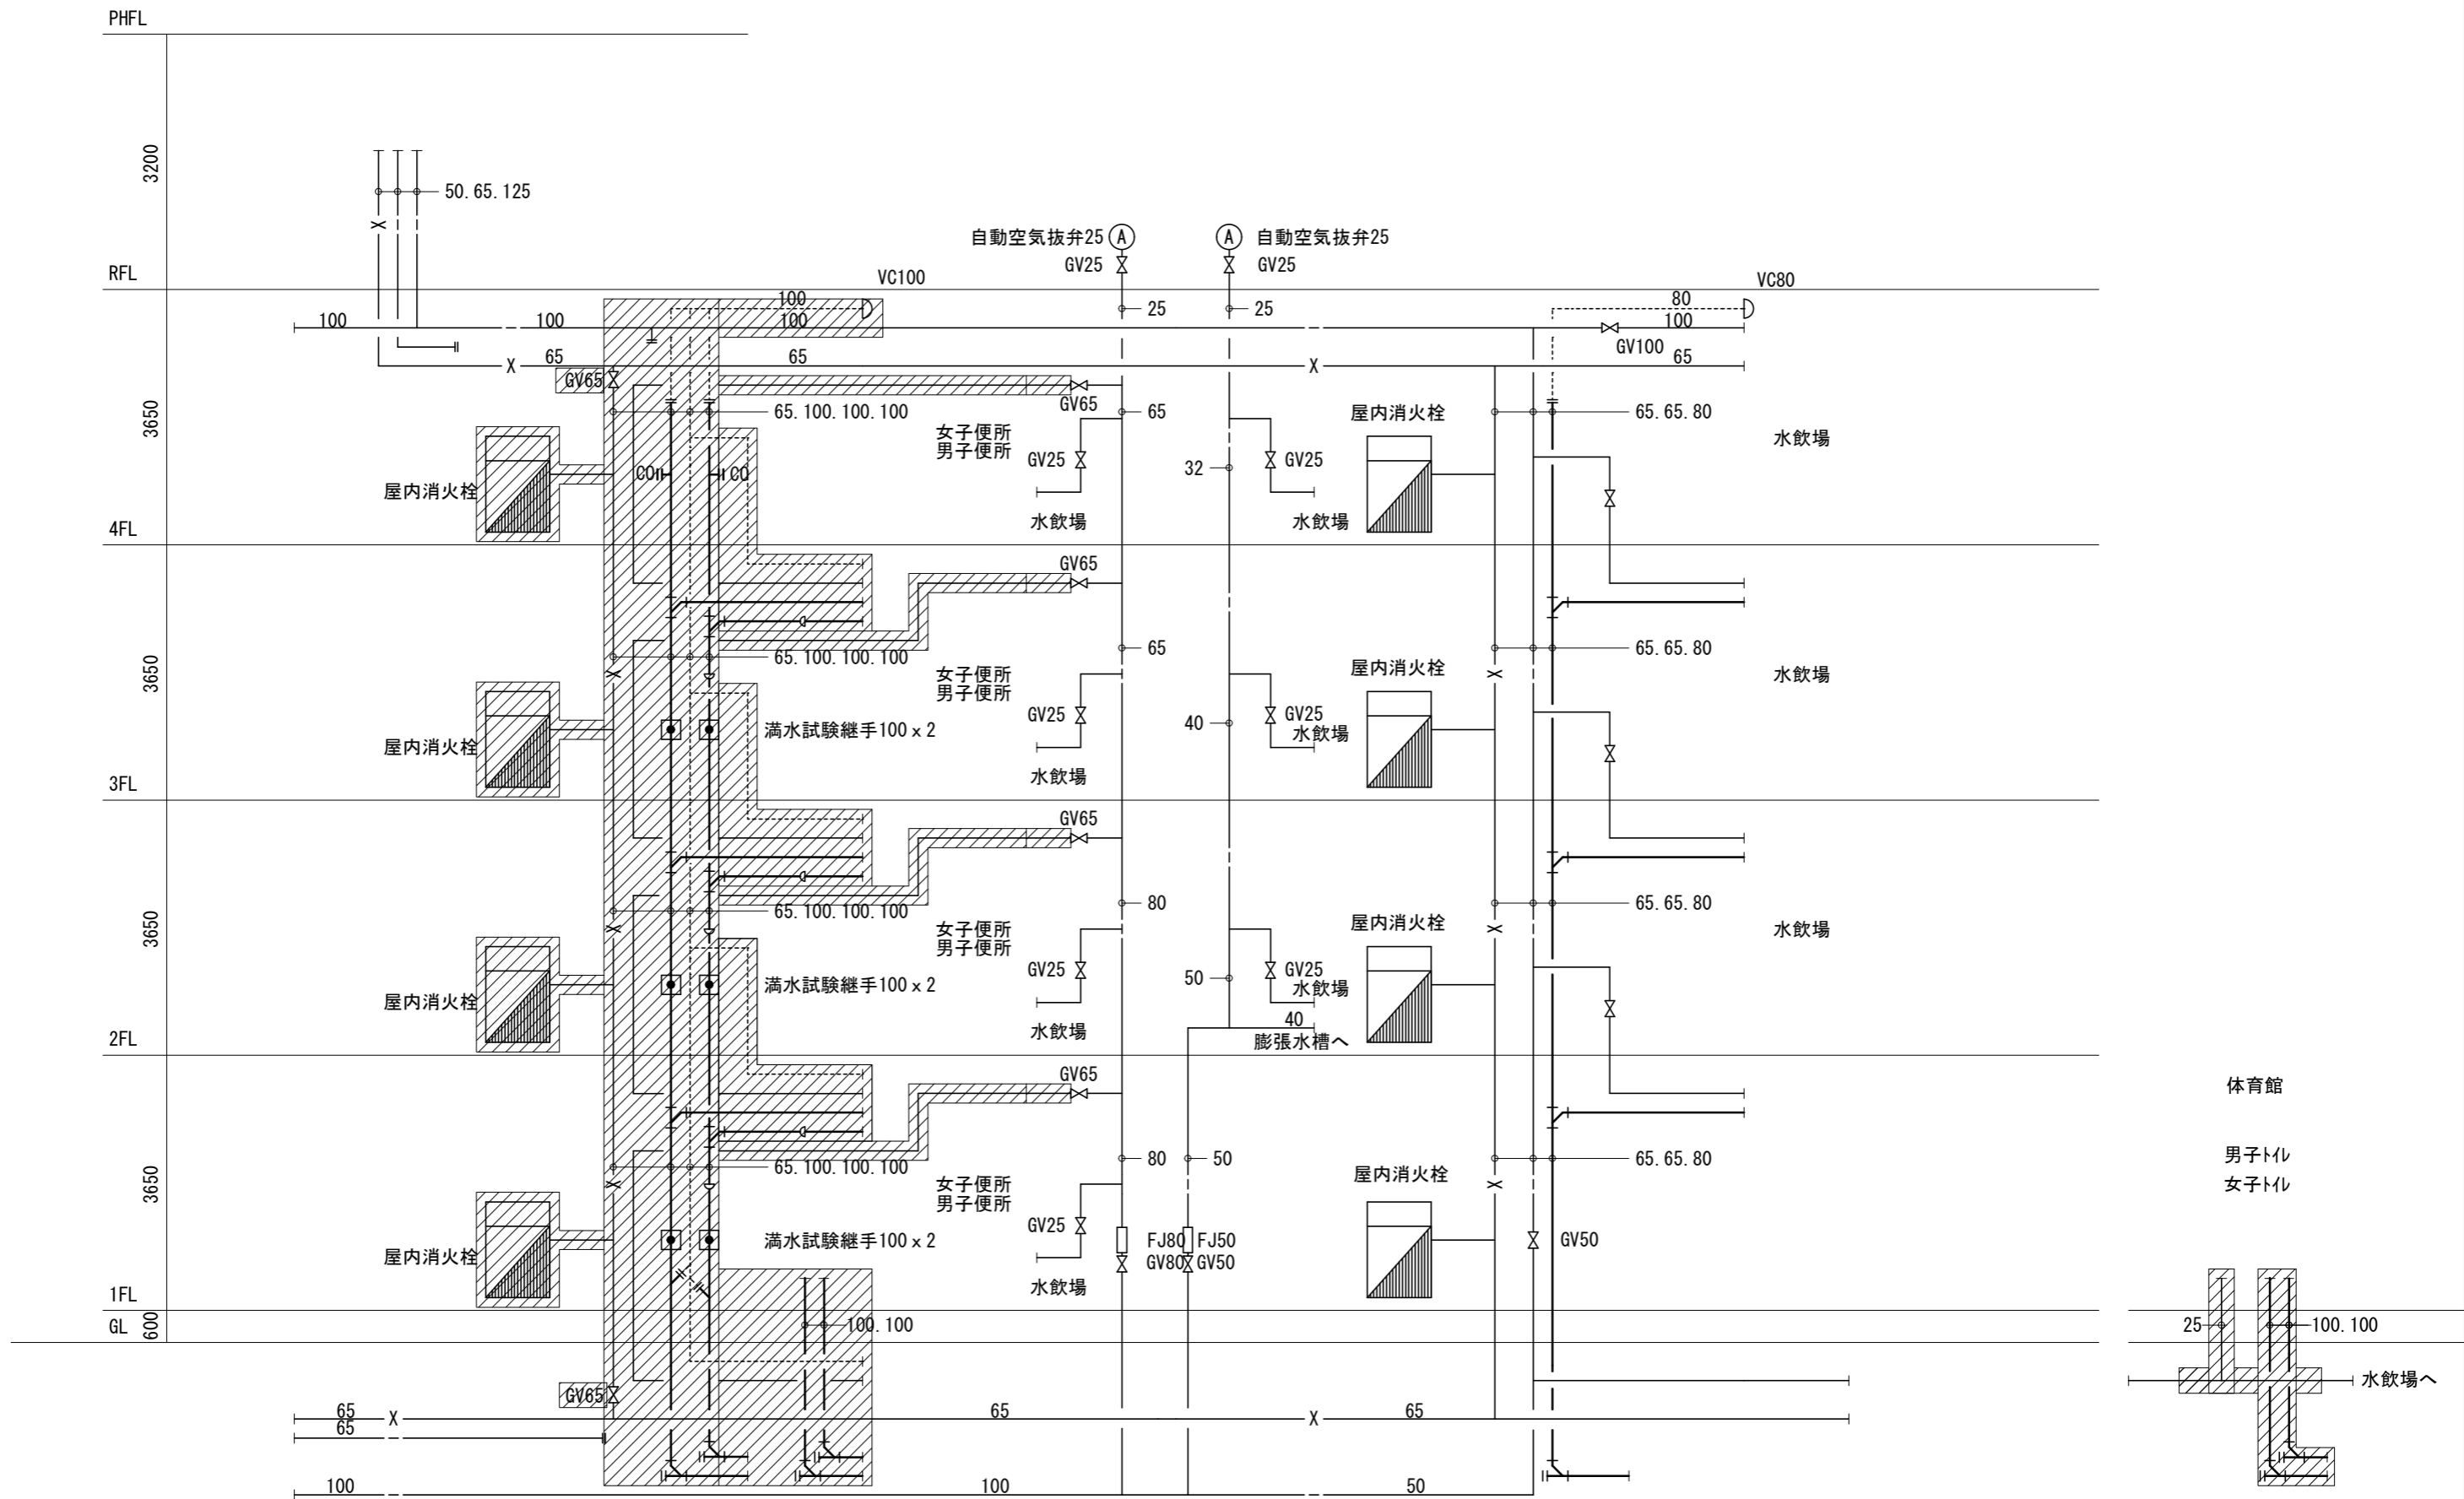 PHFL
3200
50.65.125
自動空気抜弁25 A
A 自動空気抜弁25
GV25
GV25
RFL
VC100
VC80
100
80
25
25
100
100
100
100
GV100
65
65
65
X
X
X
GV65
GV65
3650
65.100.100.100
65
屋内消火栓
65.65.80
女子便所
男子便所
水飲場
GV25
32
GV25
CO
CO
屋内消火栓
水飲場
水飲場
4FL
GV65
3650
65.100.100.100
65
65.65.80
屋内消火栓
X
X
女子便所
男子便所
水飲場
GV25
40
GV25
水飲場
満水試験継手100x2
屋内消火栓
水飲場
3FL
GV65
3650
65.100.100.100
80
65.65.80
屋内消火栓
X
X
女子便所
男子便所
水飲場
GV25
50
GV25
水飲場
満水試験継手100x2
屋内消火栓
40
水飲場
膨張水槽へ
2FL
GV65
体育館
3650
65.100.100.100
80
50
65.65.80
男子ﾄｲﾚ
屋内消火栓
X
X
女子便所
男子便所
女子ﾄｲﾚ
GV25
満水試験継手100x2
FJ80
FJ50
GV50
屋内消火栓
GV80
GV50
水飲場
1FL
GL
600
100.100
25
100.100
水飲場へ
GV65
65
X
65
X
65
65
100
100
50